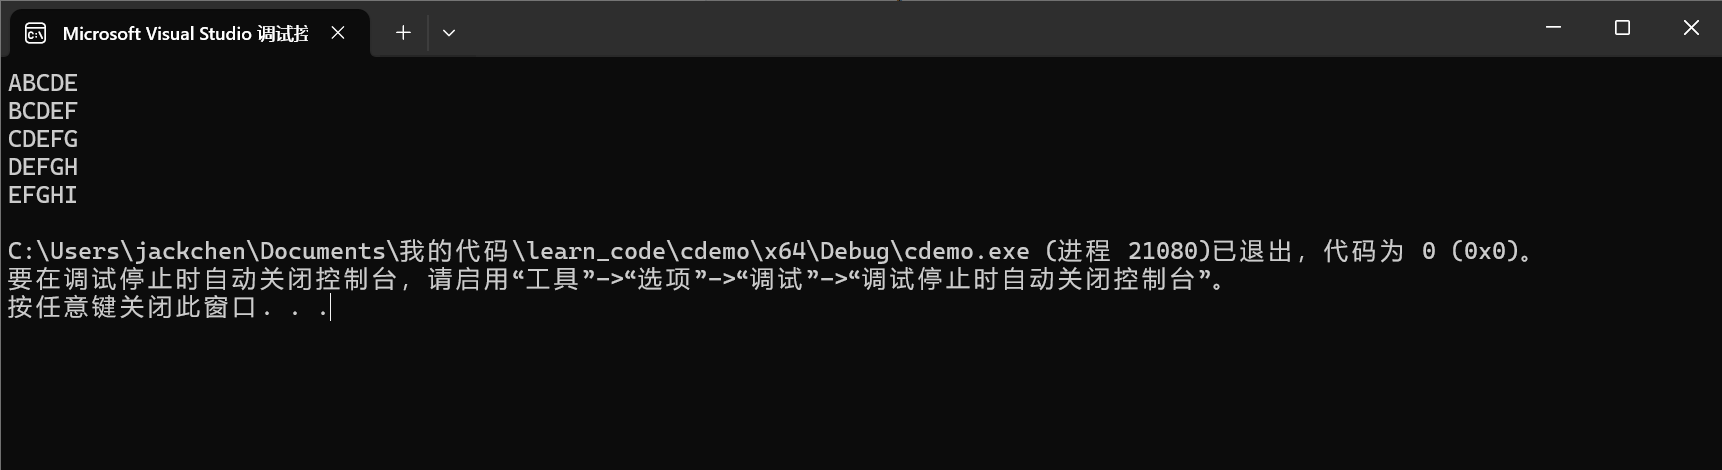 Microsoft Visual Studio 调试控
ABCDE
BCDEF
CDEFG
DEFGH
EFGHI
C:\Users\jackchen\Documents\我的代码\learn_code\cdemo\x64\Debug\cdemo.exe (进程 21080)已退出，代码为 0 (0x0)。
要在调试停止时自动关闭控制台，请启用“工具”->“选项”->“调试”->“调试停止时自动关闭控制台”。
按任意键关闭此窗口. . .